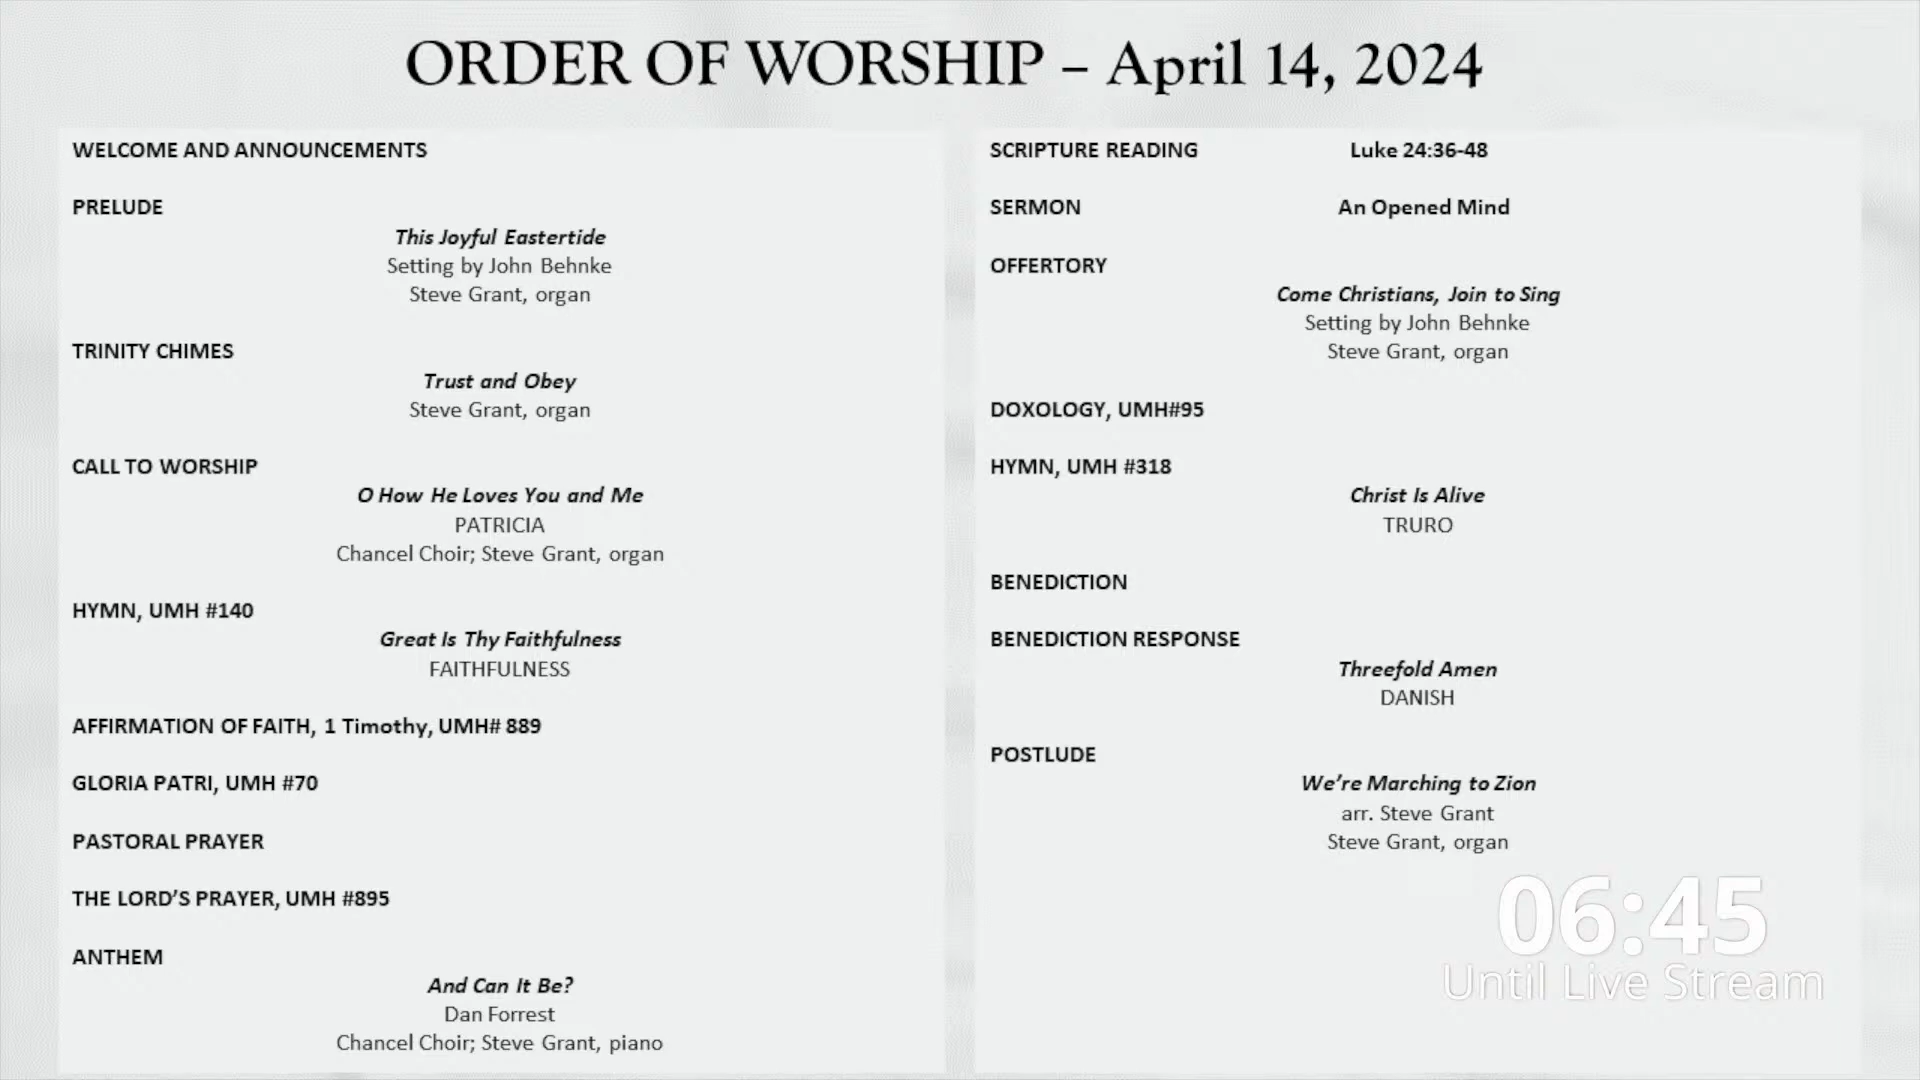 ORDER OF WORSHIP – April 14, 2024
WELCOME AND ANNOUNCEMENTS
PRELUDE
This Joyful Eastertide
Setting by John Behnke
Steve Grant, organ
TRINITY CHIMES
Trust and Obey
Steve Grant, organ
CALL TO WORSHIP
O How He Loves You and Me
PATRICIA
Chancel Choir; Steve Grant, organ
HYMN, UMH #140
Great Is Thy Faithfulness
FAITHFULNESS
AFFIRMATION OF FAITH, 1 Timothy, UMH# 889
GLORIA PATRI, UMH #70
PASTORAL PRAYER
THE LORD’S PRAYER, UMH #895
ANTHEM
And Can It Be?
Dan Forrest
Chancel Choir; Steve Grant, piano
SCRIPTURE READING Luke 24:36-48
SERMON An Opened Mind
OFFERTORY
Come Christians, Join to Sing
Setting by John Behnke
Steve Grant, organ
DOXOLOGY, UMH#95
HYMN, UMH #318
Christ Is Alive
TRURO
BENEDICTION
BENEDICTION RESPONSE
Threefold Amen
DANISH
POSTLUDE
We’re Marching to Zion
arr. Steve Grant
Steve Grant, organ
06:45
Until Live Stream